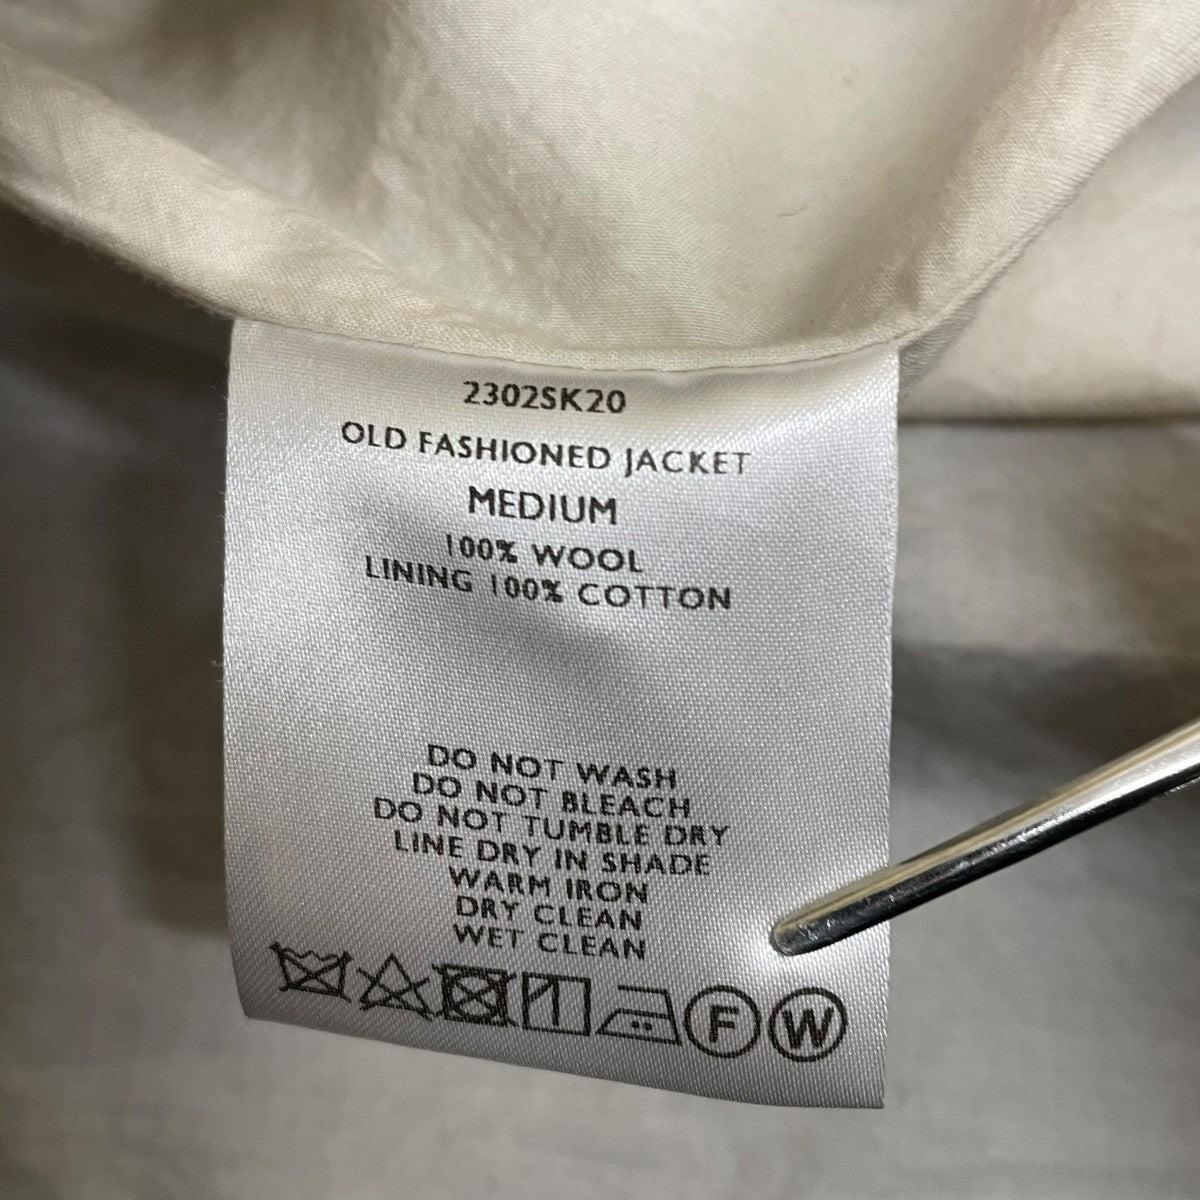 2302SK20
OLD FASHIONED JACKET
MEDIUM
100% WOOL
LINING 100% COTTON
DO NOT WASH
DO NOT BLEACH
DO NOT TUMBLE DRY
LINE DRY IN SHADE
WARM IRON
DRY CLEAN
WET CLEAN
F W